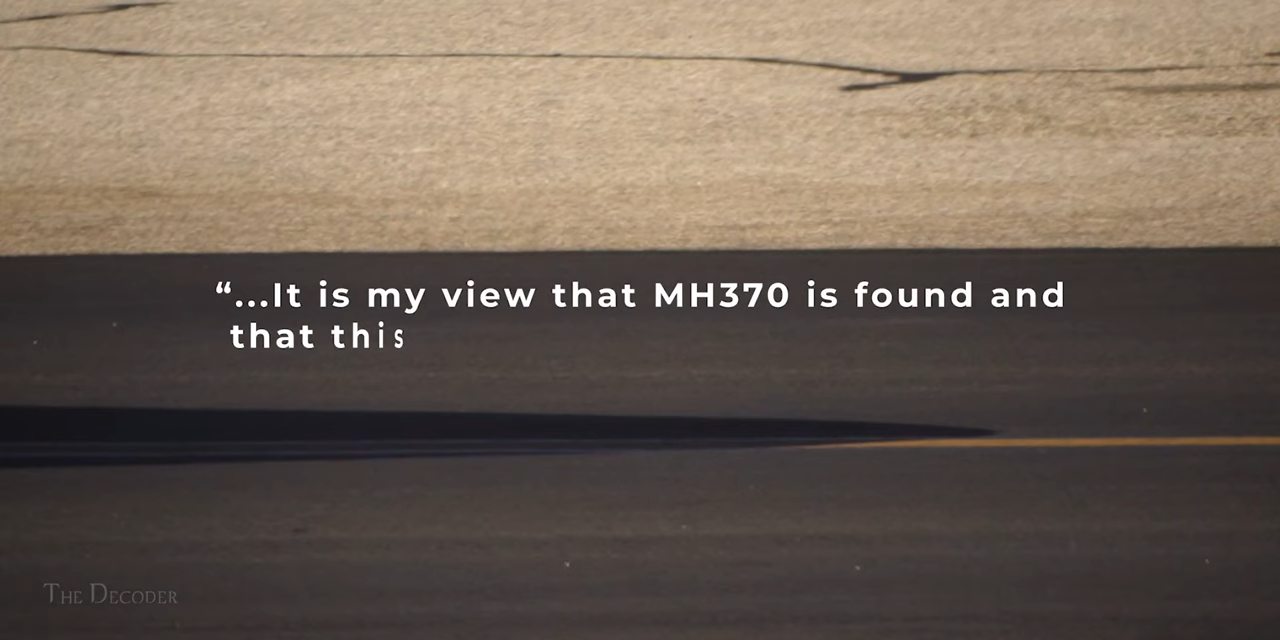 “...It is my view that MH370 is found and
that this
The Decoder